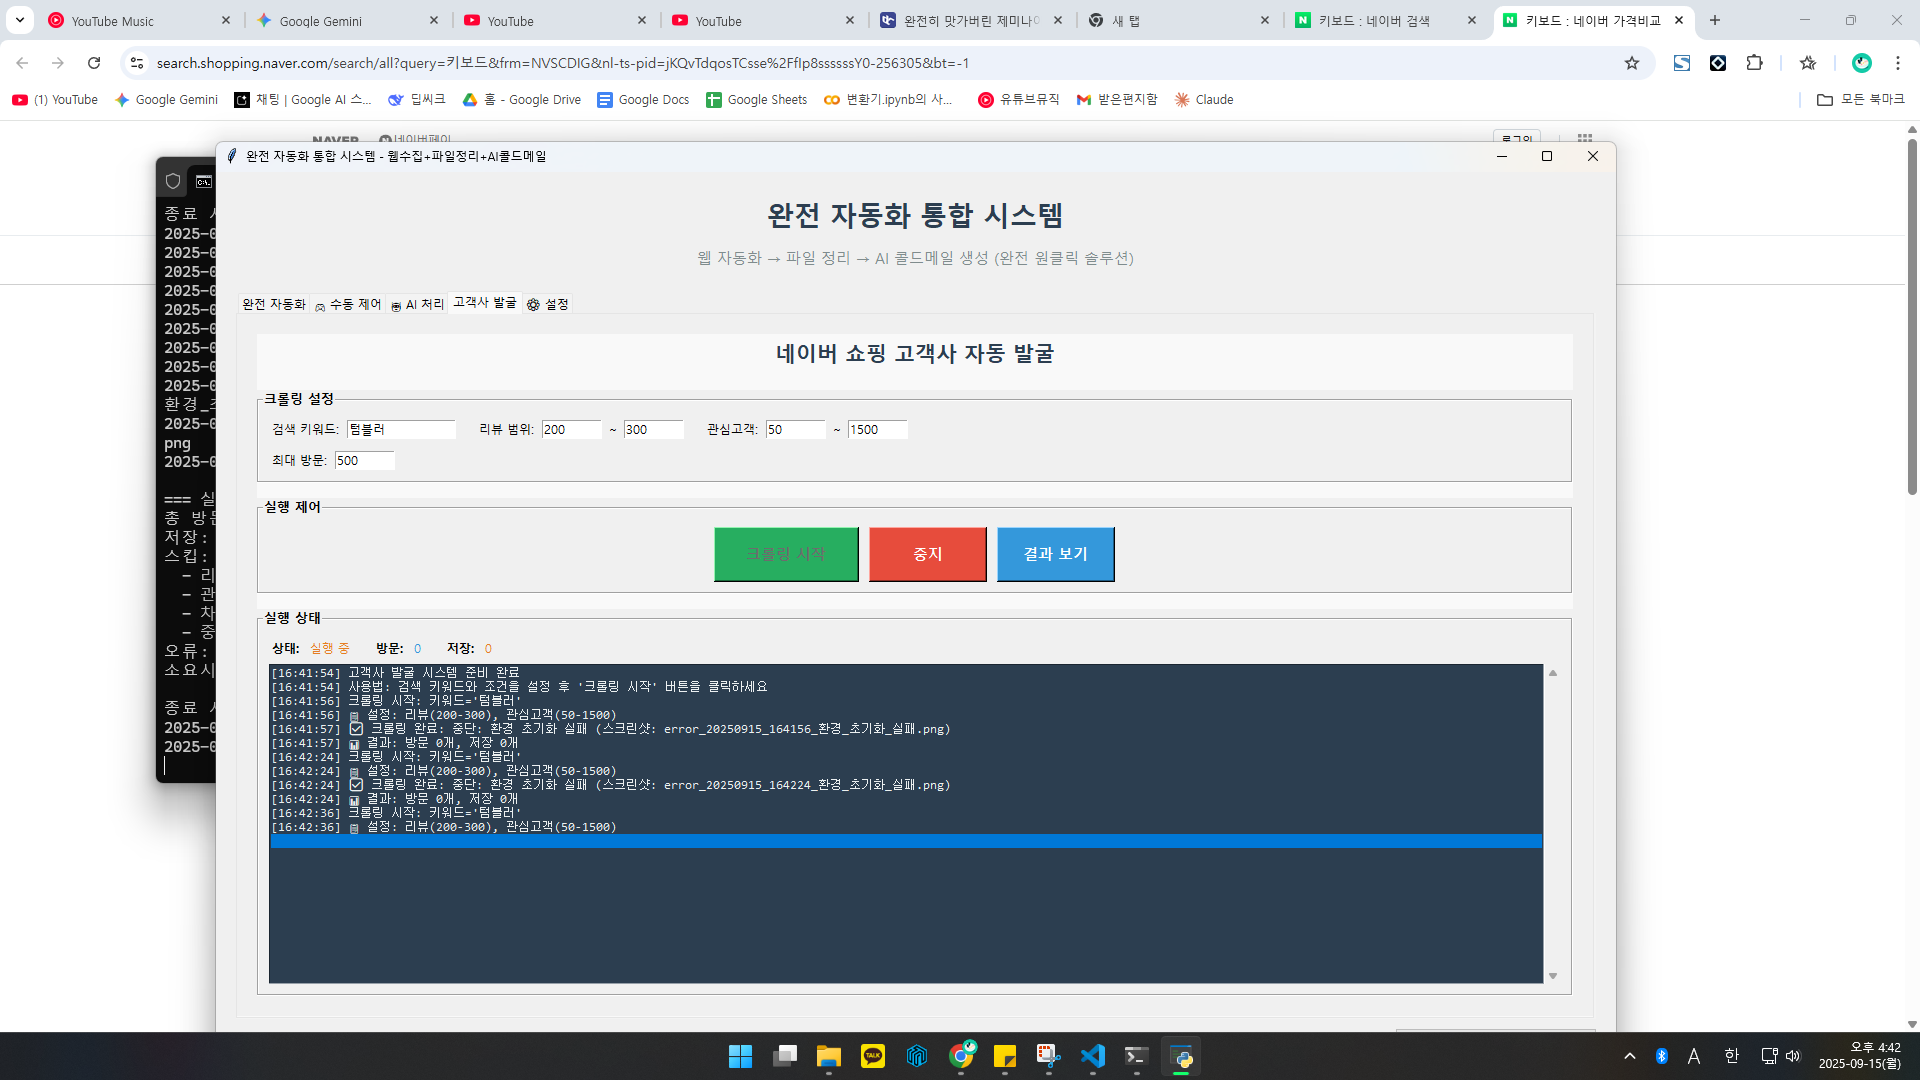 YouTube Music
Google Gemini
YouTube
YouTube
완전히 맛가버린 제미나
새 탭
키보드 : 네이버 검색
키보드 : 네이버 가격비교
search.shopping.naver.com/search/all?query=키보드&frm=NVSCDIG&nl-ts-pid=jKQvTdqosTCsse%2FfIp8ssssssY0-256305&bt=-1
(1) YouTube
Google Gemini
채팅 | Google AI 스...
딥씨크
홈 - Google Drive
Google Docs
Google Sheets
변환기.ipynb의 사...
유튜브뮤직
받은편지함
Claude
모든 북마크
NAVER
네이버페이
로그인
완전 자동화 통합 시스템 - 웹수집+파일정리+AI콜드메일
완전 자동화 통합 시스템
웹 자동화 → 파일 정리 → AI 콜드메일 생성 (완전 원클릭 솔루션)
완전 자동화
수동 제어
AI 처리
고객사 발굴
설정
네이버 쇼핑 고객사 자동 발굴
크롤링 설정
검색 키워드: 텀블러 리뷰 범위: 200 ~ 300 관심고객: 50 ~ 1500
최대 방문: 500
실행 제어
크롤링 시작
중지
결과 보기
실행 상태
상태: 실행 중 방문: 0 저장: 0
[16:41:54] 고객사 발굴 시스템 준비 완료
[16:41:54] 사용법: 검색 키워드와 조건을 설정 후 '크롤링 시작' 버튼을 클릭하세요
[16:41:56] 크롤링 시작: 키워드='텀블러'
[16:41:56] 설정: 리뷰(200-300), 관심고객(50-1500)
[16:41:57] 크롤링 완료: 중단: 환경 초기화 실패 (스크린샷: error_20250915_164156_환경_초기화_실패.png)
[16:41:57] 결과: 방문 0개, 저장 0개
[16:42:24] 크롤링 시작: 키워드='텀블러'
[16:42:24] 설정: 리뷰(200-300), 관심고객(50-1500)
[16:42:24] 크롤링 완료: 중단: 환경 초기화 실패 (스크린샷: error_20250915_164224_환경_초기화_실패.png)
[16:42:24] 결과: 방문 0개, 저장 0개
[16:42:36] 크롤링 시작: 키워드='텀블러'
[16:42:36] 설정: 리뷰(200-300), 관심고객(50-1500)
종료
2025-0
2025-0
2025-0
2025-0
2025-0
2025-0
2025-0
2025-0
2025-0
환경_
2025-0
png
2025-0
=== 실
총 방문
저장:
스킵:
- 리
- 관
- 차
- 중
오류:
소요시
종료
2025-0
2025-0
TALK
A
한
오후 4:42
2025-09-15(월)